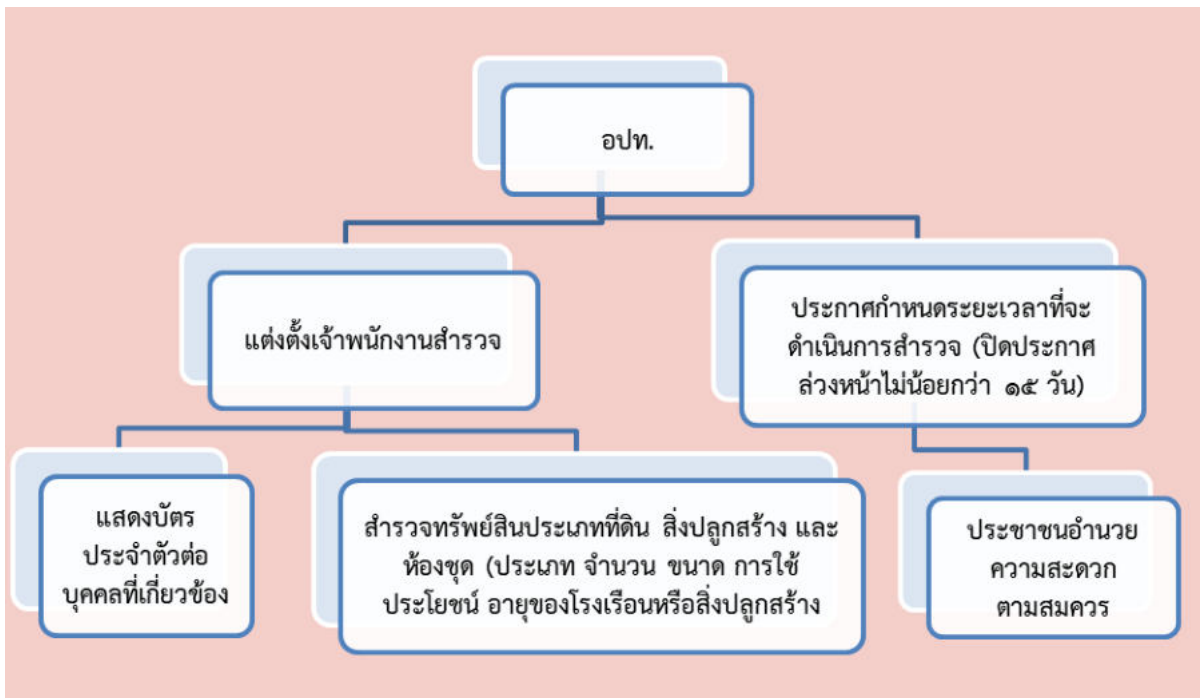 อปท.
แต่งตั้งเจ้าพนักงานสำรวจ
ประกาศกำหนดระยะเวลาที่จะ
ดำเนินการสำรวจ (ปิดประกาศ
ล่วงหน้าไม่น้อยกว่า ๑๕ วัน)
แสดงบัตร
ประจำตัวต่อ
บุคคลที่เกี่ยวข้อง
สำรวจทรัพย์สินประเภทที่ดิน สิ่งปลูกสร้าง และ
ห้องชุด (ประเภท จำนวน ขนาด การใช้
ประโยชน์ อายุของโรงเรือนหรือสิ่งปลูกสร้าง
ประชาชนอำนวย
ความสะดวก
ตามสมควร